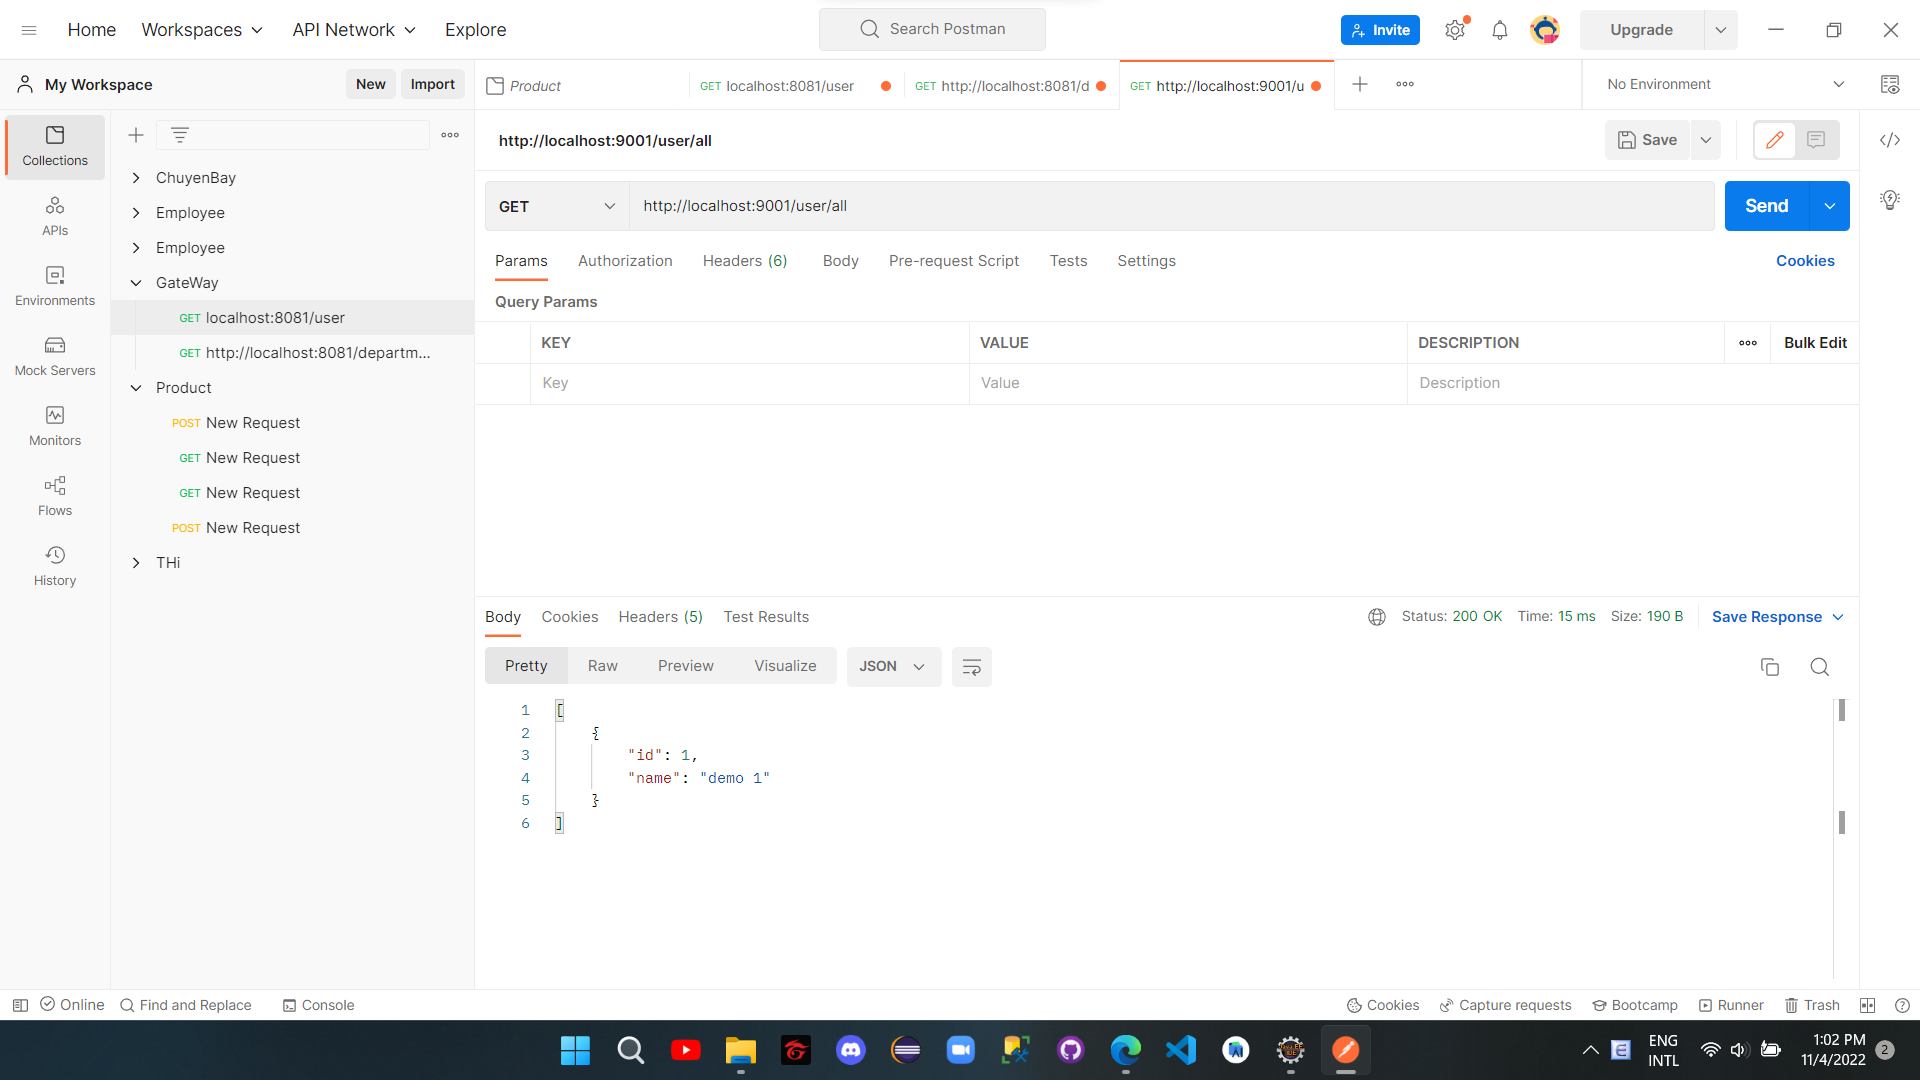 Home
Workspaces
API Network
Explore
Search Postman
Invite
Upgrade
My Workspace
New
Import
Product
GET localhost:8081/user
GET http://localhost:8081/d
GET http://localhost:9001/u
No Environment
Collections
APIs
Environments
Mock Servers
Monitors
Flows
History
ChuyenBay
Employee
Employee
GateWay
GET localhost:8081/user
GET http://localhost:8081/departm...
Product
POST New Request
GET New Request
GET New Request
POST New Request
THi
http://localhost:9001/user/all
Save
GET
http://localhost:9001/user/all
Send
Params
Authorization
Headers (6)
Body
Pre-request Script
Tests
Settings
Cookies
Query Params
KEY
VALUE
DESCRIPTION
Bulk Edit
Key
Value
Description
Body
Cookies
Headers (5)
Test Results
Status: 200 OK
Time: 15 ms
Size: 190 B
Save Response
Pretty
Raw
Preview
Visualize
JSON
1 [
2 {
3 "id": 1,
4 "name": "demo 1"
5 }
6 ]
Online
Find and Replace
Console
Cookies
Capture requests
Bootcamp
Runner
Trash
ENG
INTL
1:02 PM
11/4/2022
2